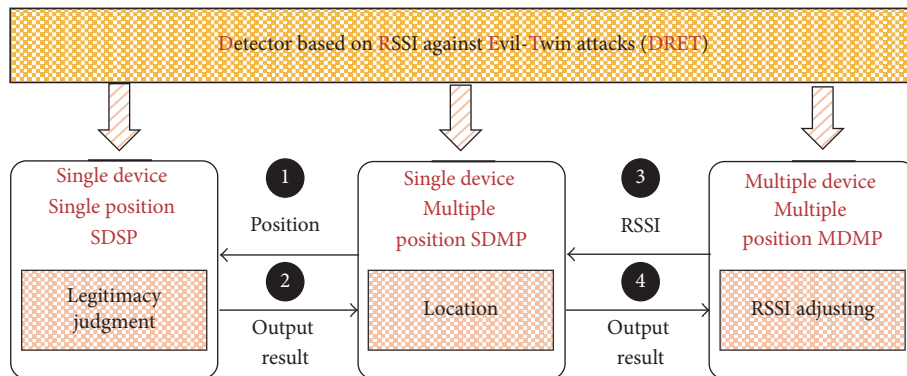 Detector based on RSSI against Evil-Twin attacks (DRET)
Single device
Single position
SDSP
Legitimacy
judgment
1
Position
2
Output
result
Single device
Multiple
position SDMP
Location
3
RSSI
4
Output
result
Multiple device
Multiple
position MDMP
RSSI adjusting